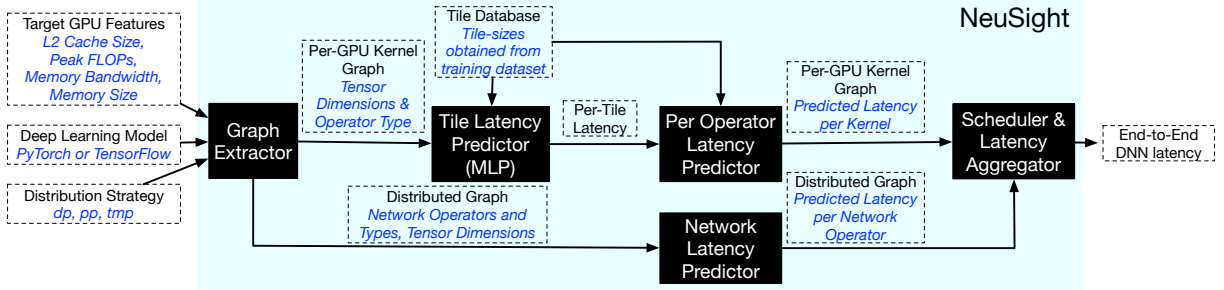 NeuSight
Target GPU Features
L2 Cache Size,
Peak FLOPs,
Memory Bandwidth,
Memory Size
Deep Learning Model
PyTorch or TensorFlow
Distribution Strategy
dp, pp, tmp
Graph
Extractor
Per-GPU Kernel
Graph
Tensor
Dimensions &
Operator Type
Tile Database
Tile-sizes
obtained from
training dataset
Tile Latency
Predictor
(MLP)
Per-Tile
Latency
Per Operator
Latency
Predictor
Per-GPU Kernel
Graph
Predicted Latency
per Kernel
Distributed Graph
Network Operators and
Types, Tensor Dimensions
Network
Latency
Predictor
Distributed Graph
Predicted Latency
per Network
Operator
Scheduler &
Latency
Aggregator
End-to-End
DNN latency